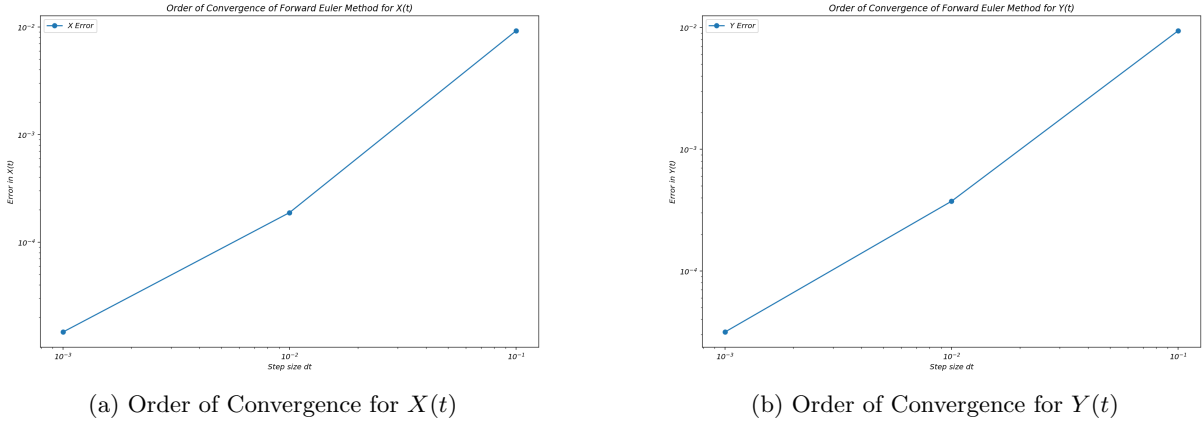 Order of Convergence of Forward Euler Method for X(t)
X Error
10⁻²
10⁻³
10⁻⁴
Error in X(t)
10⁻³
10⁻²
10⁻¹
Step size dt
(a) Order of Convergence for X(t)
Order of Convergence of Forward Euler Method for Y(t)
Y Error
10⁻²
10⁻³
10⁻⁴
Error in Y(t)
10⁻³
10⁻²
10⁻¹
Step size dt
(b) Order of Convergence for Y(t)